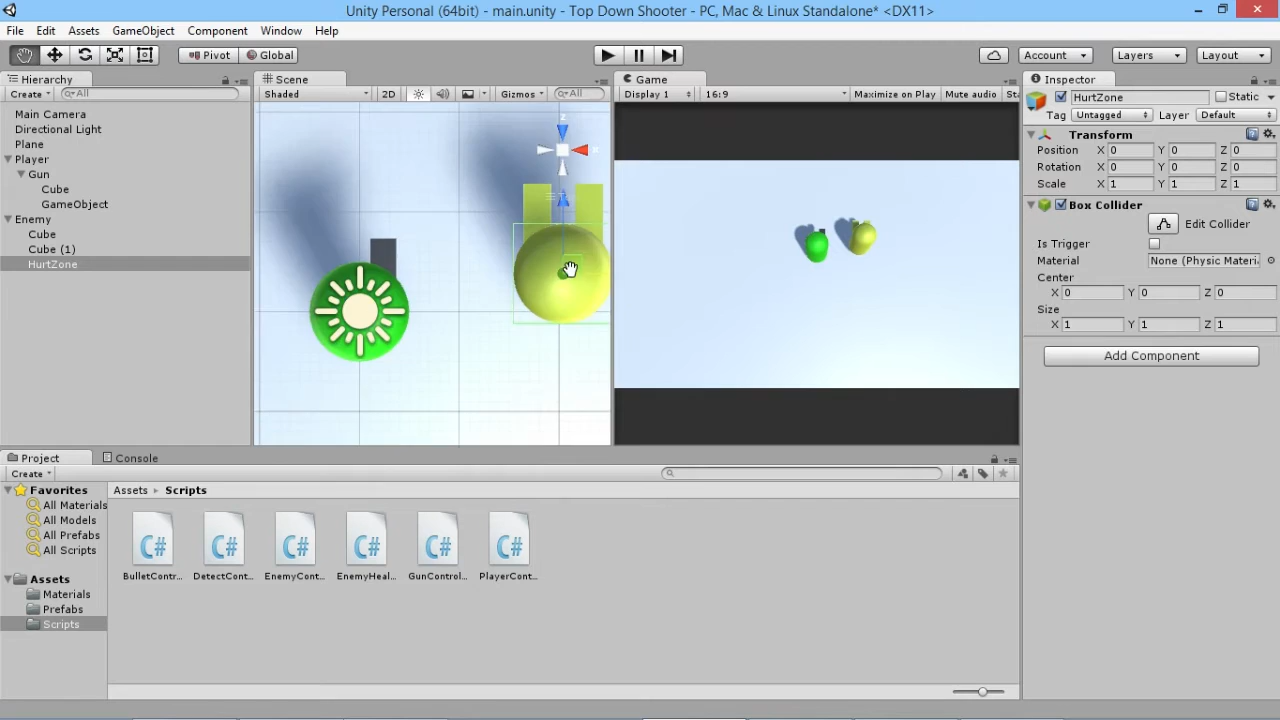 Unity Personal (64bit) - main.unity - Top Down Shooter - PC, Mac & Linux Standalone* <DX11>
File Edit Assets GameObject Component Window Help
Pivot Global Account Layers Layout
Hierarchy
Create All
Main Camera
Directional Light
Plane
Player
Gun
Cube
GameObject
Enemy
Cube
Cube (1)
HurtZone
Scene
Shaded 2D Gizmos All
z
x
Game
Display 1 16:9 Maximize on Play Mute audio Sta
Inspector
HurtZone Static
Tag Untagged Layer Default
Transform
Position X 0 Y 0 Z 0
Rotation X 0 Y 0 Z 0
Scale X 1 Y 1 Z 1
Box Collider
Edit Collider
Is Trigger
Material None (Physic Materi
Center
X 0 Y 0 Z 0
Size
X 1 Y 1 Z 1
Add Component
Project Console
Create
Favorites
All Materials
All Models
All Prefabs
All Scripts
Assets
Materials
Prefabs
Scripts
Assets Scripts
C# C# C# C# C# C#
BulletContr... DetectCont... EnemyCont... EnemyHeal... GunControl... PlayerCont...